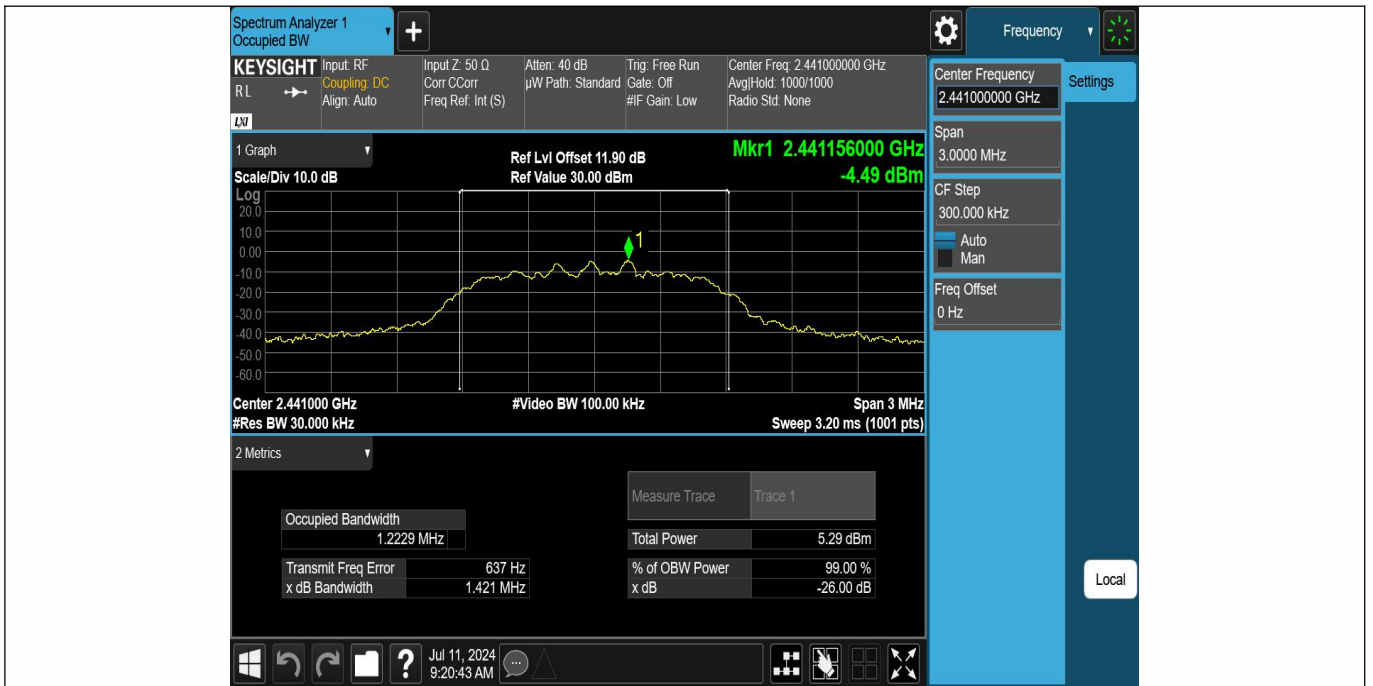 Spectrum Analyzer 1
Occupied BW
+
Frequency
KEYSIGHT
RL
LXI
Input: RF
Coupling: DC
Align: Auto
Input Z: 50 Ω
Corr CCorr
Freq Ref: Int (S)
Atten: 40 dB
µW Path: Standard
Trig: Free Run
Gate: Off
#IF Gain: Low
Center Freq: 2.441000000 GHz
Avg|Hold: 1000/1000
Radio Std: None
Center Frequency
2.441000000 GHz
Settings
Span
3.0000 MHz
CF Step
300.000 kHz
Auto
Man
Freq Offset
0 Hz
Local
1 Graph
Scale/Div 10.0 dB
Ref Lvl Offset 11.90 dB
Ref Value 30.00 dBm
Mkr1 2.441156000 GHz
-4.49 dBm
Log
20.0
10.0
0.00
-10.0
-20.0
-30.0
-40.0
-50.0
-60.0
1
Center 2.441000 GHz
#Video BW 100.00 kHz
Span 3 MHz
#Res BW 30.000 kHz
Sweep 3.20 ms (1001 pts)
2 Metrics
Measure Trace Trace 1
Occupied Bandwidth
1.2229 MHz
Total Power 5.29 dBm
Transmit Freq Error 637 Hz
% of OBW Power 99.00 %
x dB Bandwidth 1.421 MHz
x dB -26.00 dB
?
Jul 11, 2024
9:20:43 AM